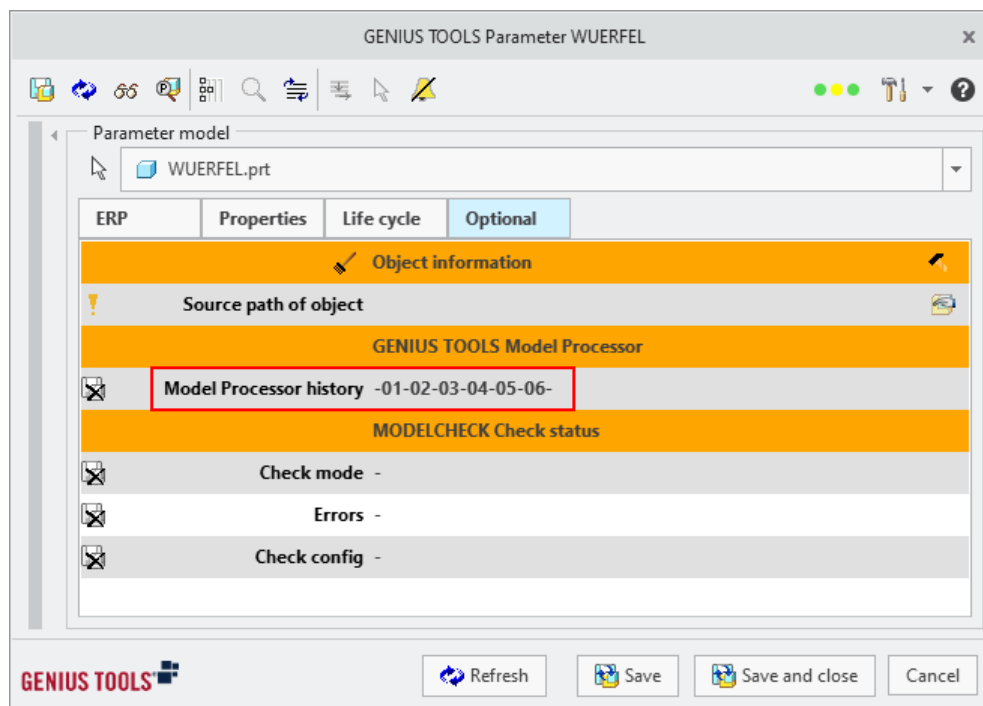 GENIUS TOOLS Parameter WUERFEL
Parameter model
WUERFEL.prt
ERP Properties Life cycle Optional
Object information
Source path of object
GENIUS TOOLS Model Processor
Model Processor history -01-02-03-04-05-06-
MODELCHECK Check status
Check mode -
Errors -
Check config -
GENIUS TOOLS Refresh Save Save and close Cancel